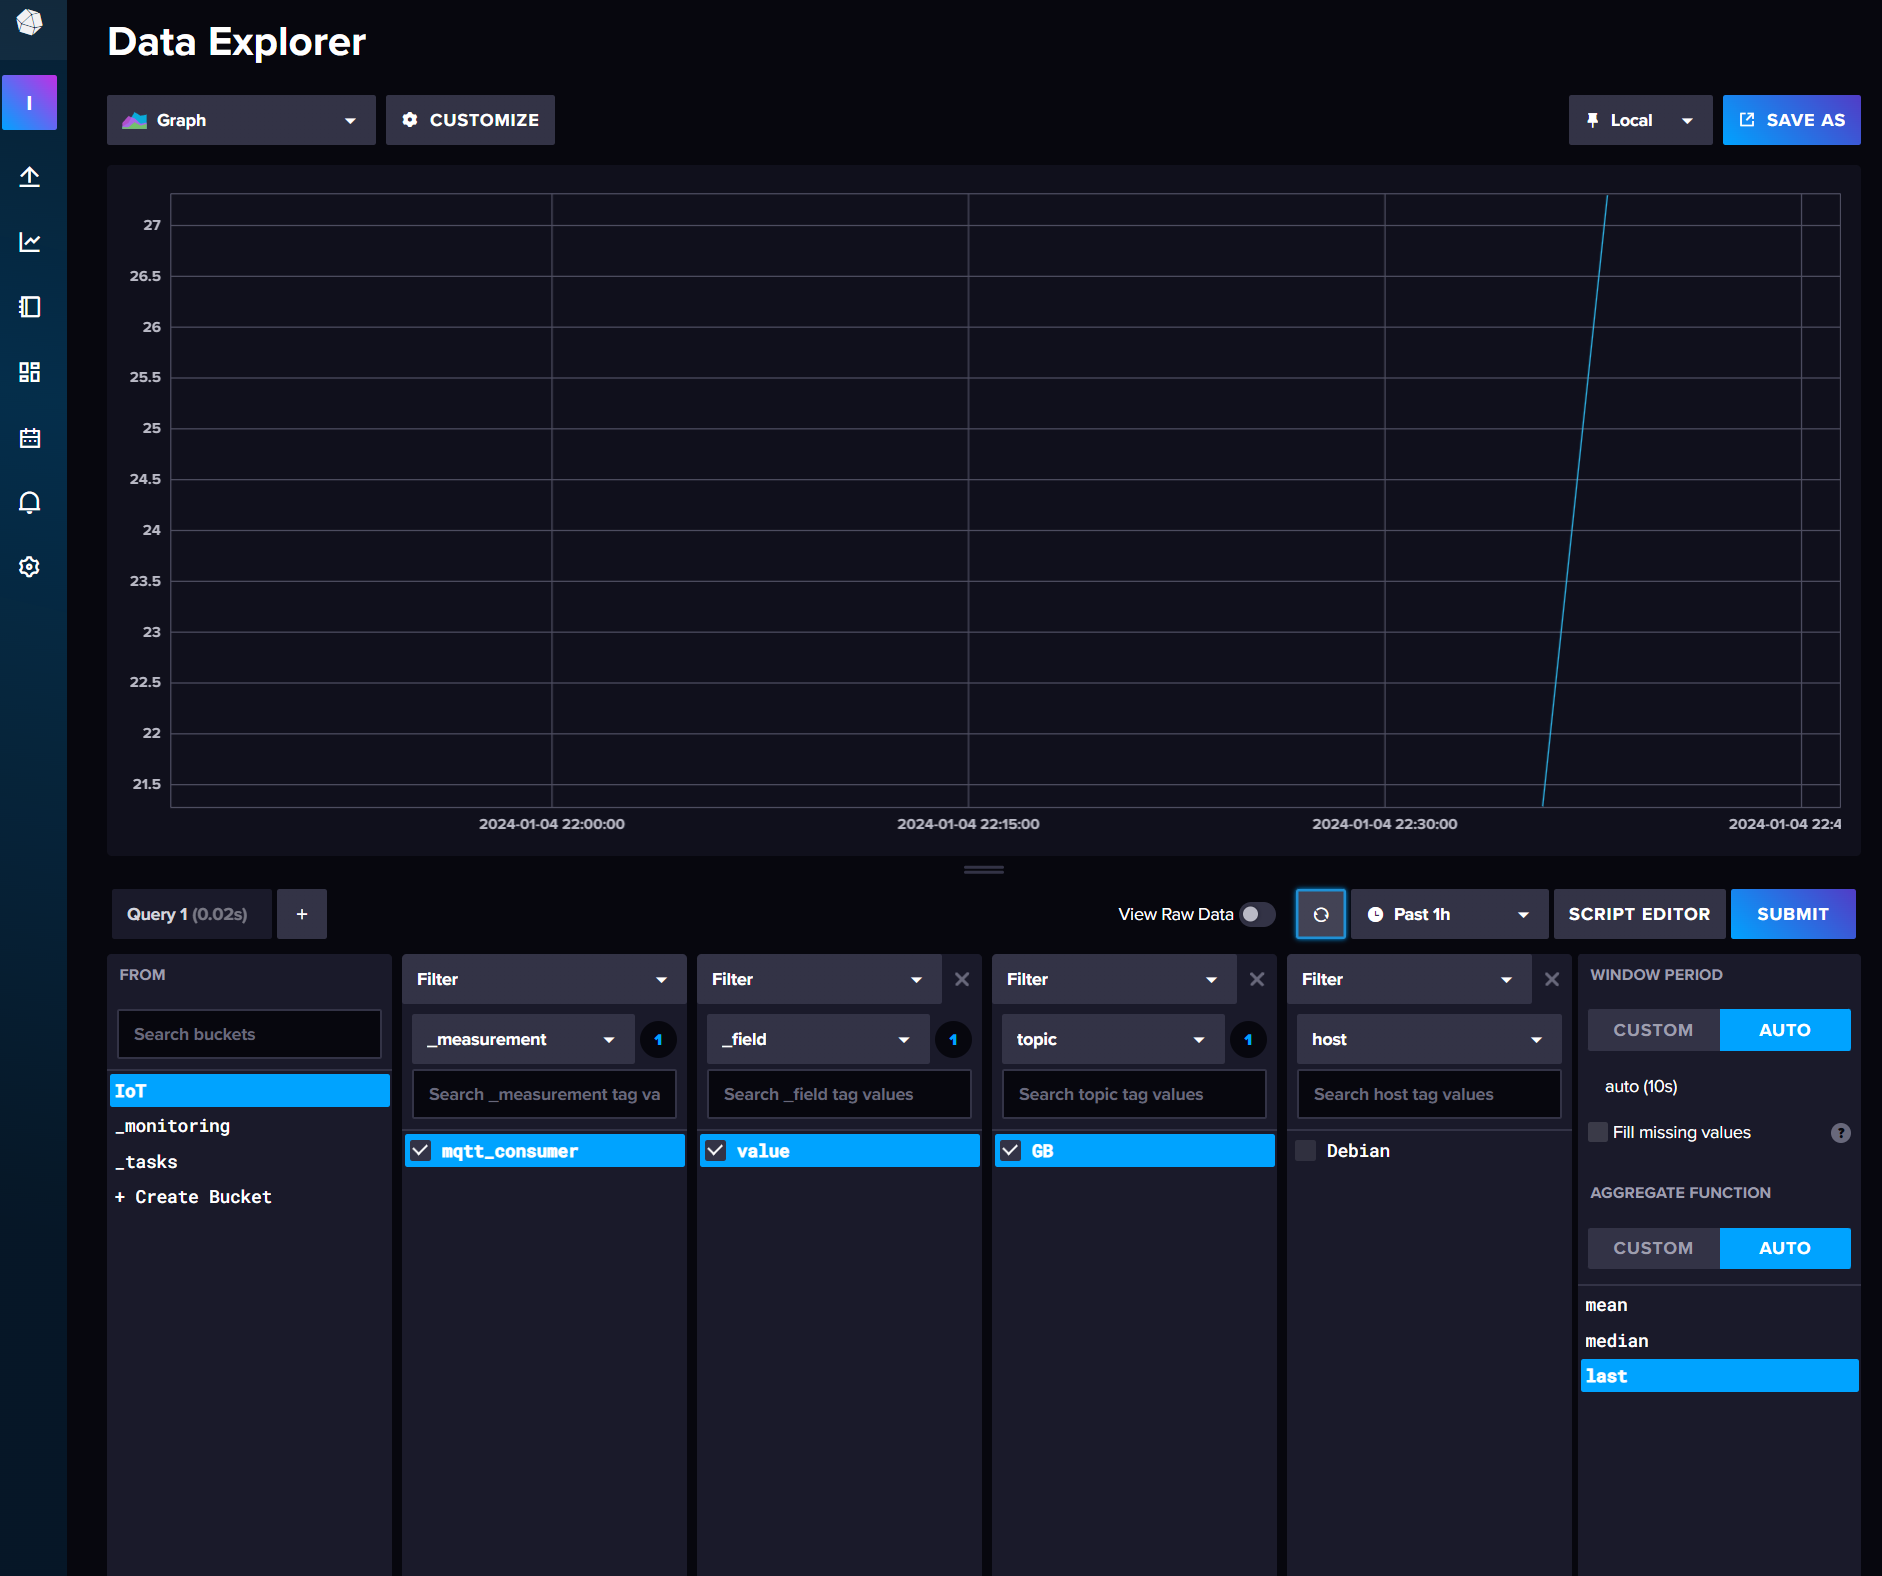 Data Explorer
I
Graph
CUSTOMIZE
Local
SAVE AS
27
26.5
26
25.5
25
24.5
24
23.5
23
22.5
22
21.5
2024-01-04 22:00:00
2024-01-04 22:15:00
2024-01-04 22:30:00
2024-01-04 22:4
Query 1 (0.02s)
+
View Raw Data
Past 1h
SCRIPT EDITOR
SUBMIT
FROM
Search buckets
IoT
_monitoring
_tasks
+ Create Bucket
Filter
_measurement
1
Search _measurement tag va
mqtt_consumer
Filter
_field
1
Search _field tag values
value
Filter
topic
1
Search topic tag values
GB
Filter
host
Search host tag values
Debian
WINDOW PERIOD
CUSTOM
AUTO
auto (10s)
Fill missing values
?
AGGREGATE FUNCTION
CUSTOM
AUTO
mean
median
last